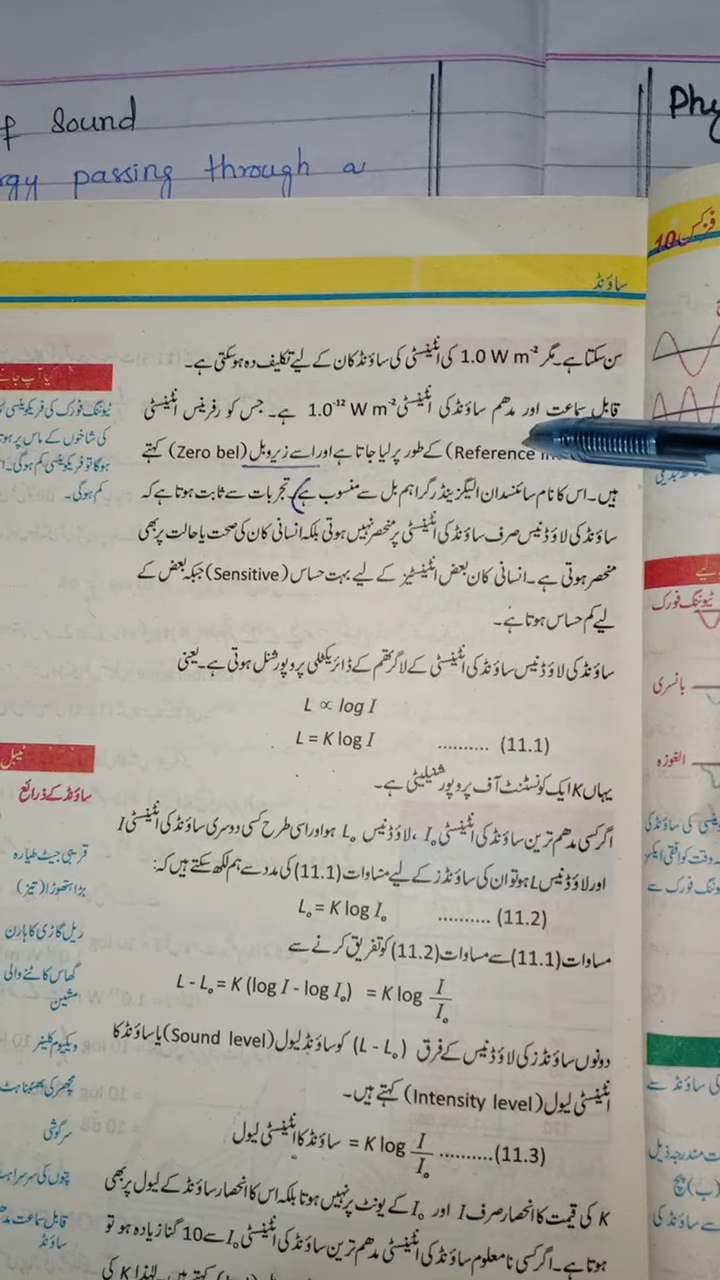 f Sound
Phy
passing through a
فزکس 10
ساؤنڈ
سن سکتا ہے۔ مگر 1.0 W m⁻² کی انٹینسٹی کی ساؤنڈ کان کے لیے تکلیف دہ ہو سکتی ہے۔
قابل سماعت اور مدھم ساؤنڈ کی انٹینسٹی 1.0⁻¹² W m⁻² ہے۔ جس کو ریفرنس انٹینسٹی
(Reference کے طور پر لیا جاتا ہے اور اسے زیرو بل (Zero bel) کہتے
ہیں۔ اس کا نام سائنسدان الیگزینڈر گراہم بل سے منسوب ہے۔ تجربات سے ثابت ہوتا ہے کہ
ساؤنڈ کی لاؤڈنیس صرف ساؤنڈ کی انٹینسٹی پر منحصر نہیں ہوتی بلکہ انسانی کان کی صحت یا حالت پر بھی
منحصر ہوتی ہے۔ انسانی کان بعض انٹینسٹیز کے لیے بہت حساس (Sensitive) جبکہ بعض کے
لیے کم حساس ہوتا ہے۔
ساؤنڈ کی لاؤڈنیس ساؤنڈ کی انٹینسٹی کے لاگرتھم کے ڈائریکٹلی پروپورشنل ہوتی ہے۔ یعنی
L ∝ log I
L = K log I .......... (11.1)
یہاں K ایک کونسٹنٹ آف پروپورشنیلیٹی ہے۔
اگر کسی مدھم ترین ساؤنڈ کی انٹینسٹی I₀، لاؤڈنیس L₀ ہو اور اسی طرح کسی دوسری ساؤنڈ کی انٹینسٹی I
اور لاؤڈنیس L ہو تو ان کی ساؤنڈز کے لیے مساوات (11.1) کی مدد سے ہم لکھ سکتے ہیں کہ:
L₀ = K log I₀ .......... (11.2)
مساوات (11.1) سے مساوات (11.2) کو تفریق کرنے سے
L - L₀ = K (log I - log I₀) = K log I/I₀
دونوں ساؤنڈز کی لاؤڈنیس کے فرق (L - L₀) کو ساؤنڈ لیول (Sound level) یا ساؤنڈ کا
انٹینسٹی لیول (Intensity level) کہتے ہیں۔
ساؤنڈ کا انٹینسٹی لیول = K log I/I₀ ..........(11.3)
K کی قیمت کا انحصار صرف I اور I₀ کے یونٹ پر نہیں ہوتا بلکہ اس کا انحصار ساؤنڈ کے لیول پر بھی
ہوتا ہے۔ اگر کسی نامعلوم ساؤنڈ کی انٹینسٹی مدھم ترین ساؤنڈ کی انٹینسٹی I₀ سے 10 گنا زیادہ ہو تو
کہتے ہیں۔ لہٰذا K کی
کیا آپ جانتے
ٹیوننگ فورک کی فریکوئینسی
کی شاخوں کے ماس پر
ہوگا تو فریکوئینسی کم ہوگی۔
کم ہوگی۔
ٹیبل
ساؤنڈ کے ذرائع
قریبی جیٹ طیارہ
بڑا ہتھوڑا (تیز)
ریل گاڑی کا ہارن
گھاس کاٹنے والی
مشین
ویکیوم کلینر
مچھر کی بھنبھناہٹ
سرگوشی
پتوں کی سرسراہٹ
قابل سماعت
ساؤنڈ
ٹیوننگ فورک
بانسری
الغوزہ